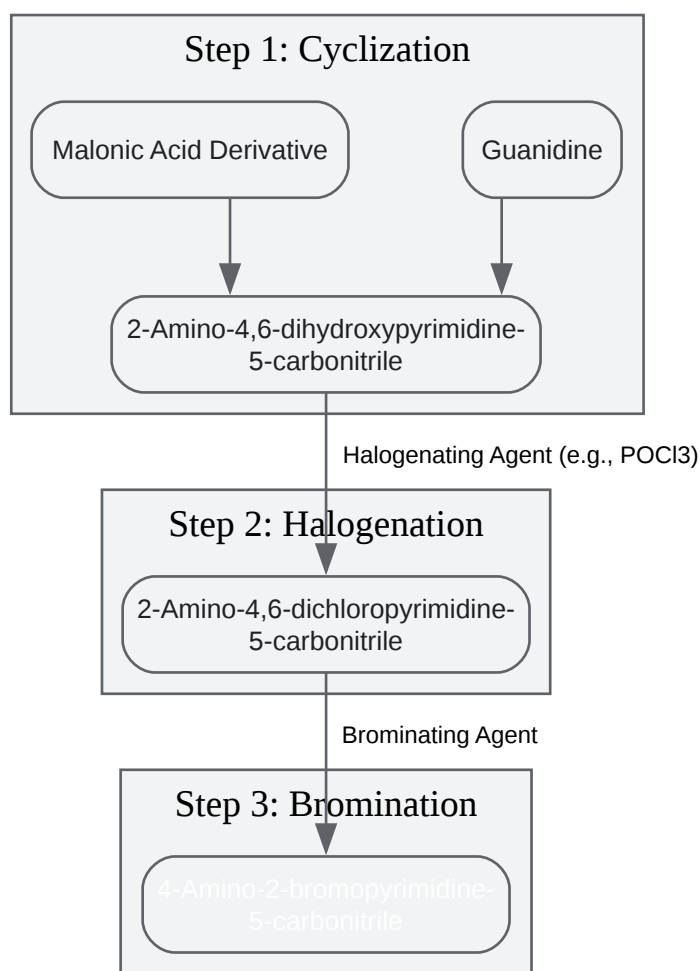 Step 1: Cyclization
Malonic Acid Derivative
Guanidine
2-Amino-4,6-dihydroxypyrimidine-
5-carbonitrile
Halogenating Agent (e.g., POCl3)
Step 2: Halogenation
2-Amino-4,6-dichloropyrimidine-
5-carbonitrile
Brominating Agent
Step 3: Bromination
4-Amino-2-bromopyrimidine-
5-carbonitrile